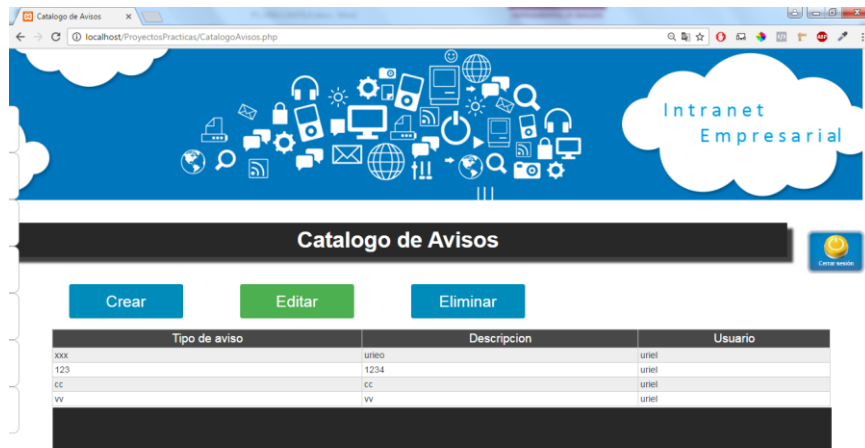 Catalogo de Avisos
localhost/ProyectosPracticas/CatalogoAvisos.php
Intranet
Empresarial
Catalogo de Avisos
Cerrar sesión
Crear Editar Eliminar
Tipo de aviso Descripcion Usuario
xxx urieo uriel
123 1234 uriel
cc cc uriel
vv vv uriel